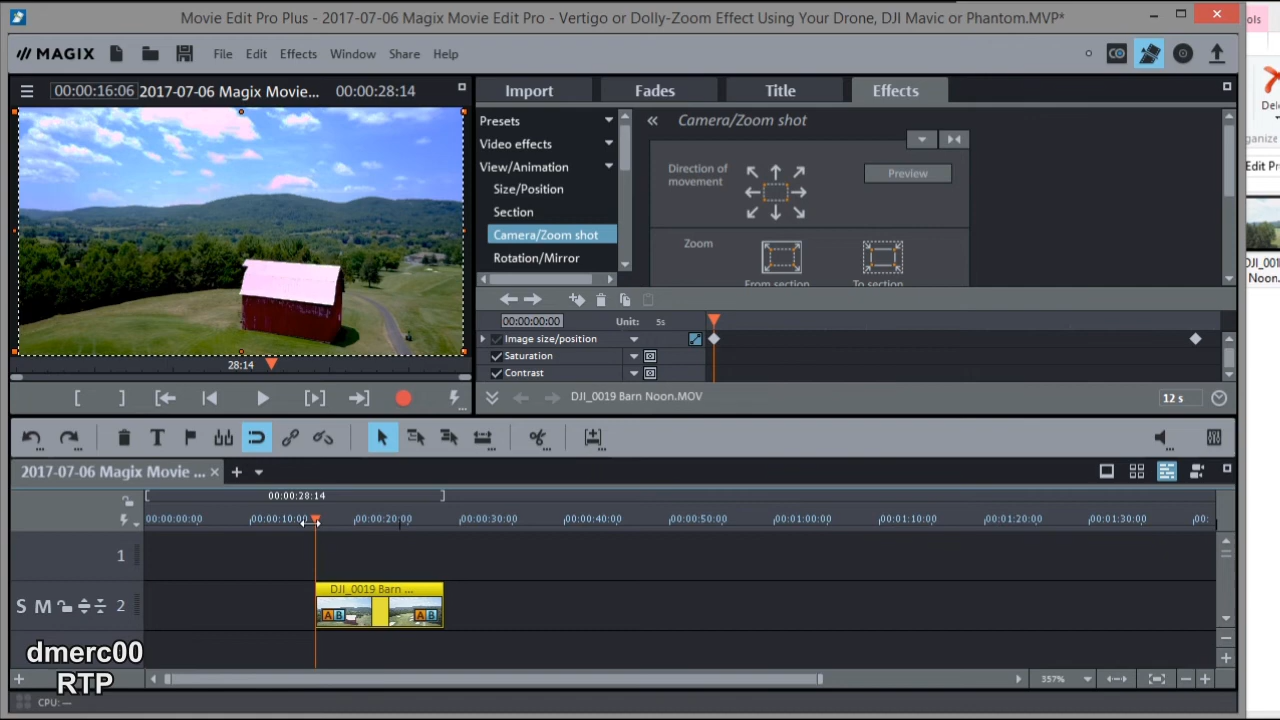 Movie Edit Pro Plus - 2017-07-06 Magix Movie Edit Pro - Vertigo or Dolly-Zoom Effect Using Your Drone, DJI Mavic or Phantom.MVP*
MAGIX File Edit Effects Window Share Help
00:00:16:06 2017-07-06 Magix Movie... 00:00:28:14
Import Fades Title Effects
Presets
Video effects
View/Animation
Size/Position
Section
Camera/Zoom shot
Rotation/Mirror
Camera/Zoom shot
Direction of
movement
Preview
Zoom
From section To section
00:00:00:00 Unit: 5s
Image size/position
Saturation
Contrast
28:14
DJI_0019 Barn Noon.MOV
12 s
2017-07-06 Magix Movie ...
00:00:28:14
00:00:00:00 00:00:10:00 00:00:20:00 00:00:30:00 00:00:40:00 00:00:50:00 00:01:00:00 00:01:10:00 00:01:20:00 00:01:30:00 00:
1
DJI_0019 Barn ...
A B A B
S M 2
dmerc00
RTP
357%
CPU: —
ols
Dele
rganize
Edit Pr
DJI_00
Noon.